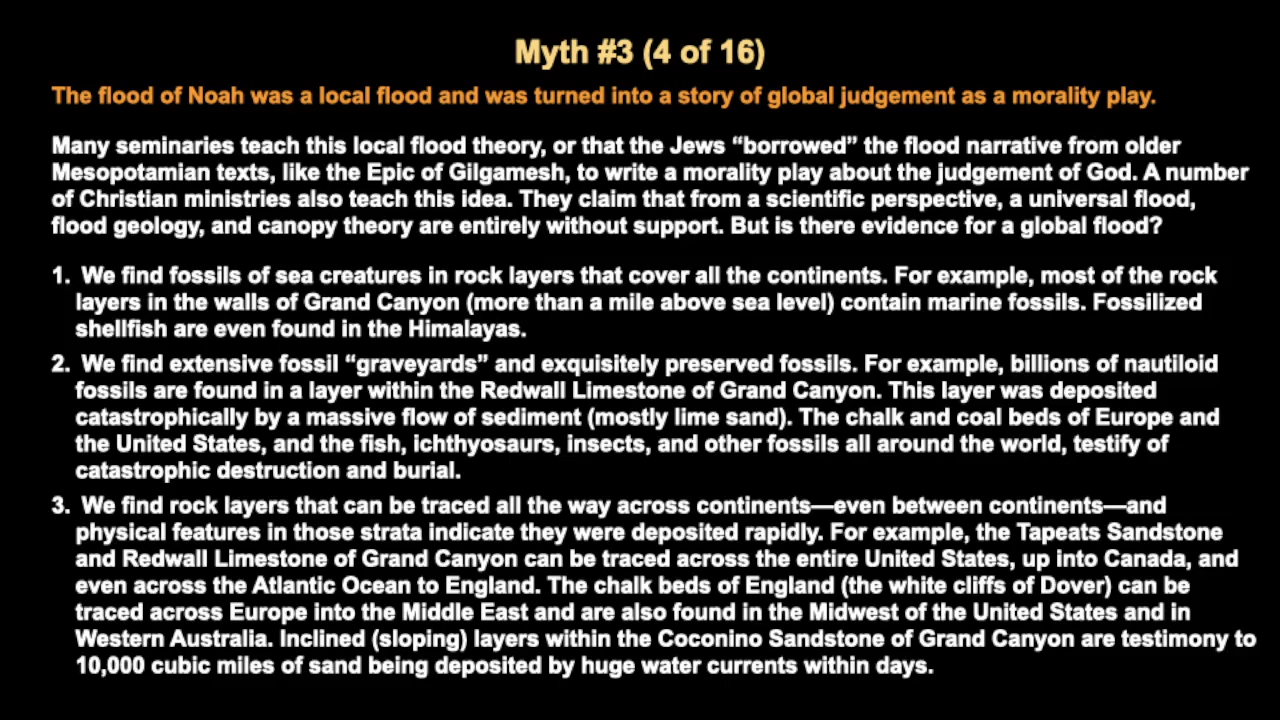 Myth #3 (4 of 16)
The flood of Noah was a local flood and was turned into a story of global judgement as a morality play.
Many seminaries teach this local flood theory, or that the Jews “borrowed” the flood narrative from older
Mesopotamian texts, like the Epic of Gilgamesh, to write a morality play about the judgement of God. A number
of Christian ministries also teach this idea. They claim that from a scientific perspective, a universal flood,
flood geology, and canopy theory are entirely without support. But is there evidence for a global flood?
1. We find fossils of sea creatures in rock layers that cover all the continents. For example, most of the rock
layers in the walls of Grand Canyon (more than a mile above sea level) contain marine fossils. Fossilized
shellfish are even found in the Himalayas.
2. We find extensive fossil “graveyards” and exquisitely preserved fossils. For example, billions of nautiloid
fossils are found in a layer within the Redwall Limestone of Grand Canyon. This layer was deposited
catastrophically by a massive flow of sediment (mostly lime sand). The chalk and coal beds of Europe and
the United States, and the fish, ichthyosaurs, insects, and other fossils all around the world, testify of
catastrophic destruction and burial.
3. We find rock layers that can be traced all the way across continents—even between continents—and
physical features in those strata indicate they were deposited rapidly. For example, the Tapeats Sandstone
and Redwall Limestone of Grand Canyon can be traced across the entire United States, up into Canada, and
even across the Atlantic Ocean to England. The chalk beds of England (the white cliffs of Dover) can be
traced across Europe into the Middle East and are also found in the Midwest of the United States and in
Western Australia. Inclined (sloping) layers within the Coconino Sandstone of Grand Canyon are testimony to
10,000 cubic miles of sand being deposited by huge water currents within days.